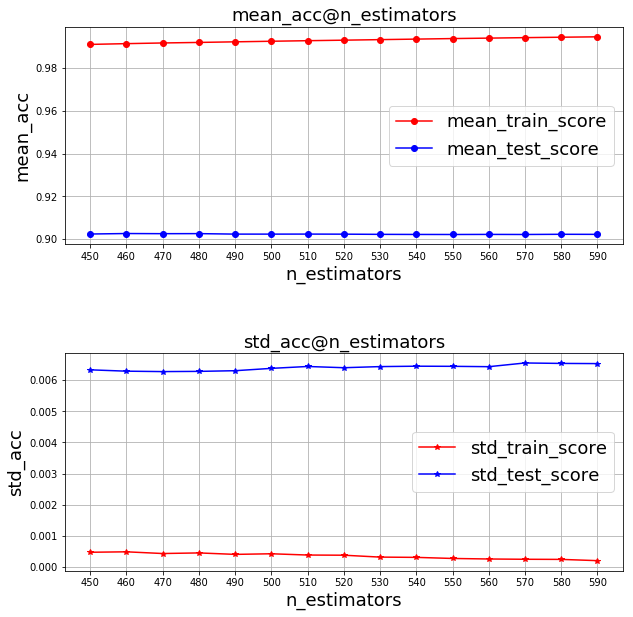 mean_acc@n_estimators
mean_acc
0.98
0.96
0.94
0.92
0.90
mean_train_score
mean_test_score
450 460 470 480 490 500 510 520 530 540 550 560 570 580 590
n_estimators
std_acc@n_estimators
std_acc
0.006
0.005
0.004
0.003
0.002
0.001
0.000
std_train_score
std_test_score
450 460 470 480 490 500 510 520 530 540 550 560 570 580 590
n_estimators